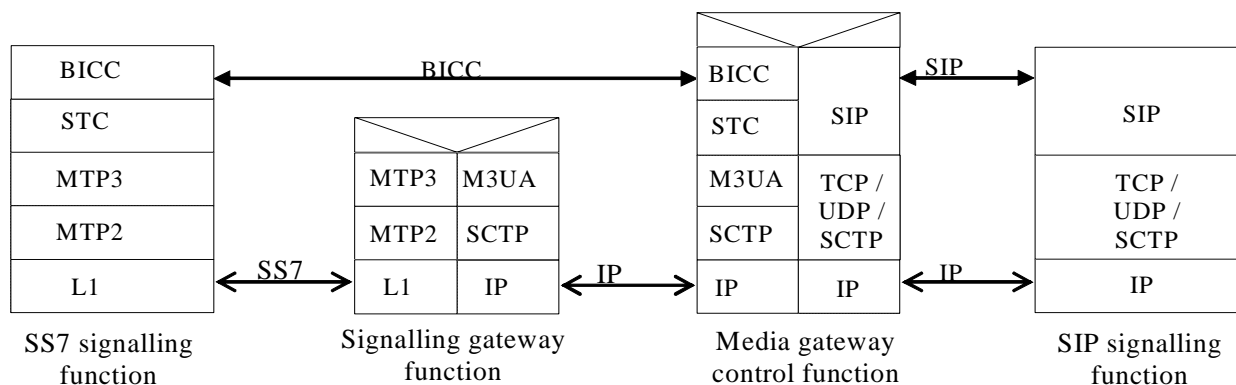 BICC
STC
MTP3
MTP2
L1
SS7 signalling
function
BICC
SS7
MTP3
M3UA
MTP2
SCTP
L1
IP
Signalling gateway
function
IP
BICC
STC
SIP
M3UA
SCTP
TCP /
UDP /
SCTP
IP
IP
Media gateway
control function
SIP
IP
SIP
TCP /
UDP /
SCTP
IP
SIP signalling
function